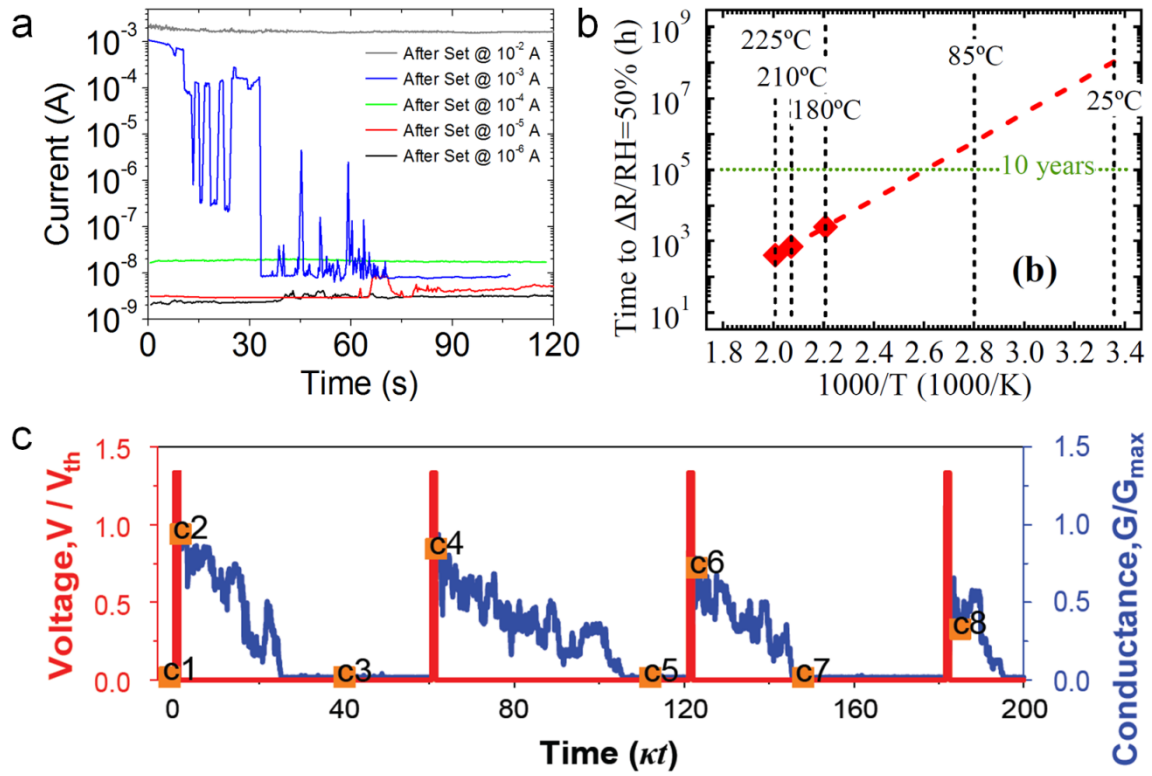 a
Current (A)
10⁻³
10⁻⁴
10⁻⁵
10⁻⁶
10⁻⁷
10⁻⁸
10⁻⁹
After Set @ 10⁻² A
After Set @ 10⁻³ A
After Set @ 10⁻⁴ A
After Set @ 10⁻⁵ A
After Set @ 10⁻⁶ A
0 30 60 90 120
Time (s)
b
Time to ΔR/RH=50% (h)
10⁹
10⁷
10⁵
10³
10¹
225ºC
210ºC
180ºC
85ºC
25ºC
10 years
(b)
1.8 2.0 2.2 2.4 2.6 2.8 3.0 3.2 3.4
1000/T (1000/K)
c
Voltage, V / Vth
1.5
1.0
0.5
0.0
c1
c2
c3
c4
c5
c6
c7
c8
1.5
1.0
0.5
0.0
Conductance, G/Gmax
0 40 80 120 160 200
Time (κt)